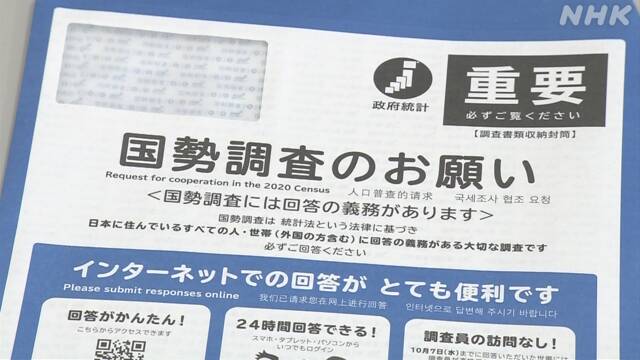 NHK
重要
必ずご覧ください
政府統計
【調査書類収納封筒】
国勢調査のお願い
Request for cooperation in the 2020 Census 人口普查的请求 국세조사 협조 요청
<国勢調査には回答の義務があります>
国勢調査は 統計法という法律に基づき
日本に住んでいるすべての人・世帯(外国の方含む)に回答の義務がある大切な調査です
必ずご回答ください
インターネットでの回答が とても便利です
Please submit responses online 我们已请求您在网上进行回答 인터넷으로 답변해 주시기 바랍니다
回答がかんたん!
こちらからアクセスできます
24時間回答できる!
スマホ・タブレット・パソコンから
いつでもログイン
調査員の訪問なし!
10月7日(水)までに回答いただいた際には